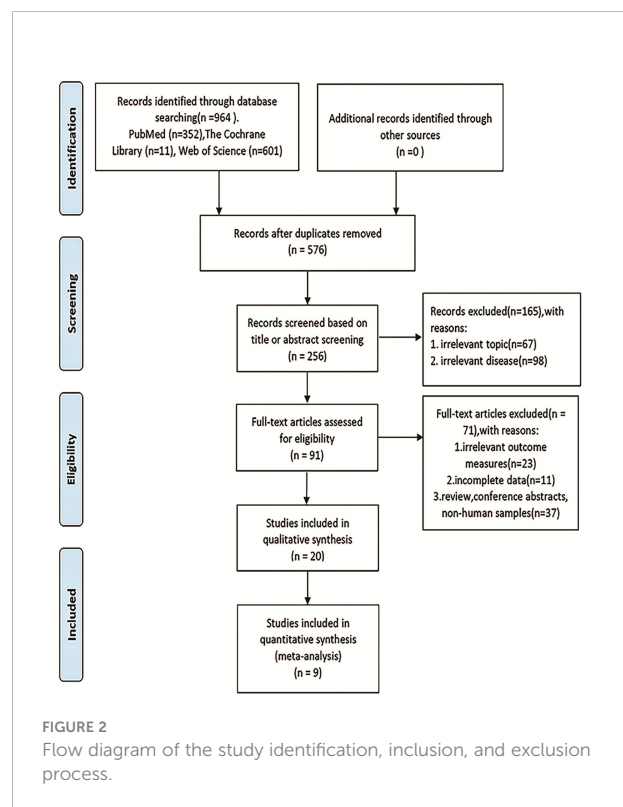 Identification
Records identified through database
searching(n =964 ).
PubMed (n=352),The Cochrane
Library (n=11), Web of Science (n=601)
Additional records identified through
other sources
(n =0 )
Records after duplicates removed
(n = 576)
Screening
Records screened based on
title or abstract screening
(n = 256)
Records excluded(n=165),with
reasons:
1. irrelevant topic(n=67)
2. irrelevant disease(n=98)
Eligibility
Full-text articles assessed
for eligibility
(n = 91)
Full-text articles excluded(n =
71),with reasons:
1.irrelevant outcome
measures(n=23)
2.incomplete data(n=11)
3.review,conference abstracts,
non-human samples(n=37)
Studies included in
qualitative synthesis
(n = 20)
Included
Studies included in
quantitative synthesis
(meta-analysis)
(n = 9)
FIGURE 2
Flow diagram of the study identification, inclusion, and exclusion
process.